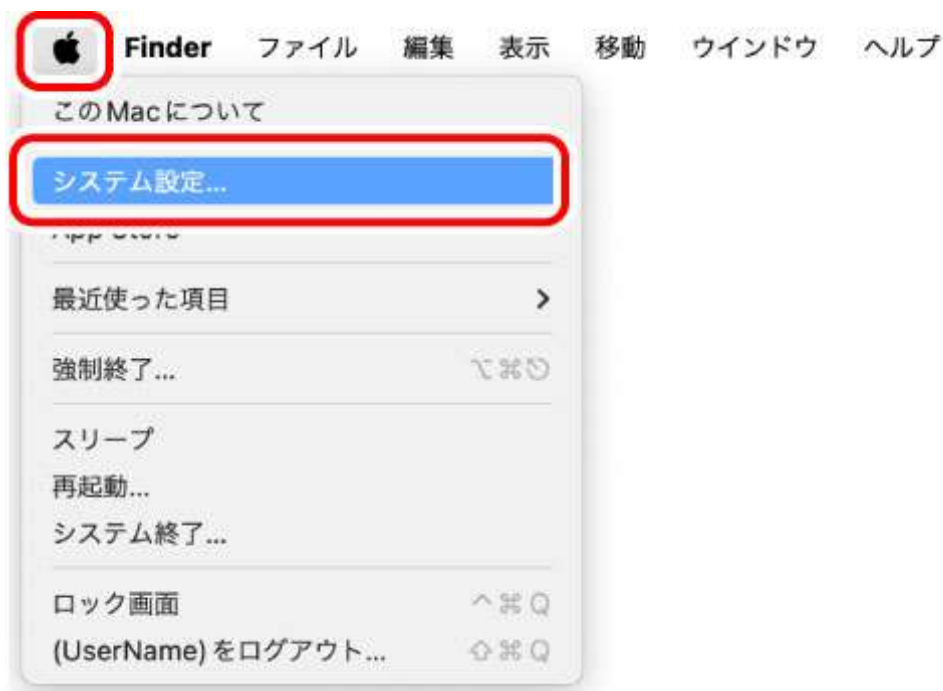 Finder ファイル 編集 表示 移動 ウインドウ ヘルプ
このMacについて
システム設定...
App Store
最近使った項目 >
強制終了... ⌥⌘⎋
スリープ
再起動...
システム終了...
ロック画面 ^⌘Q
(UserName)をログアウト... ⇧⌘Q